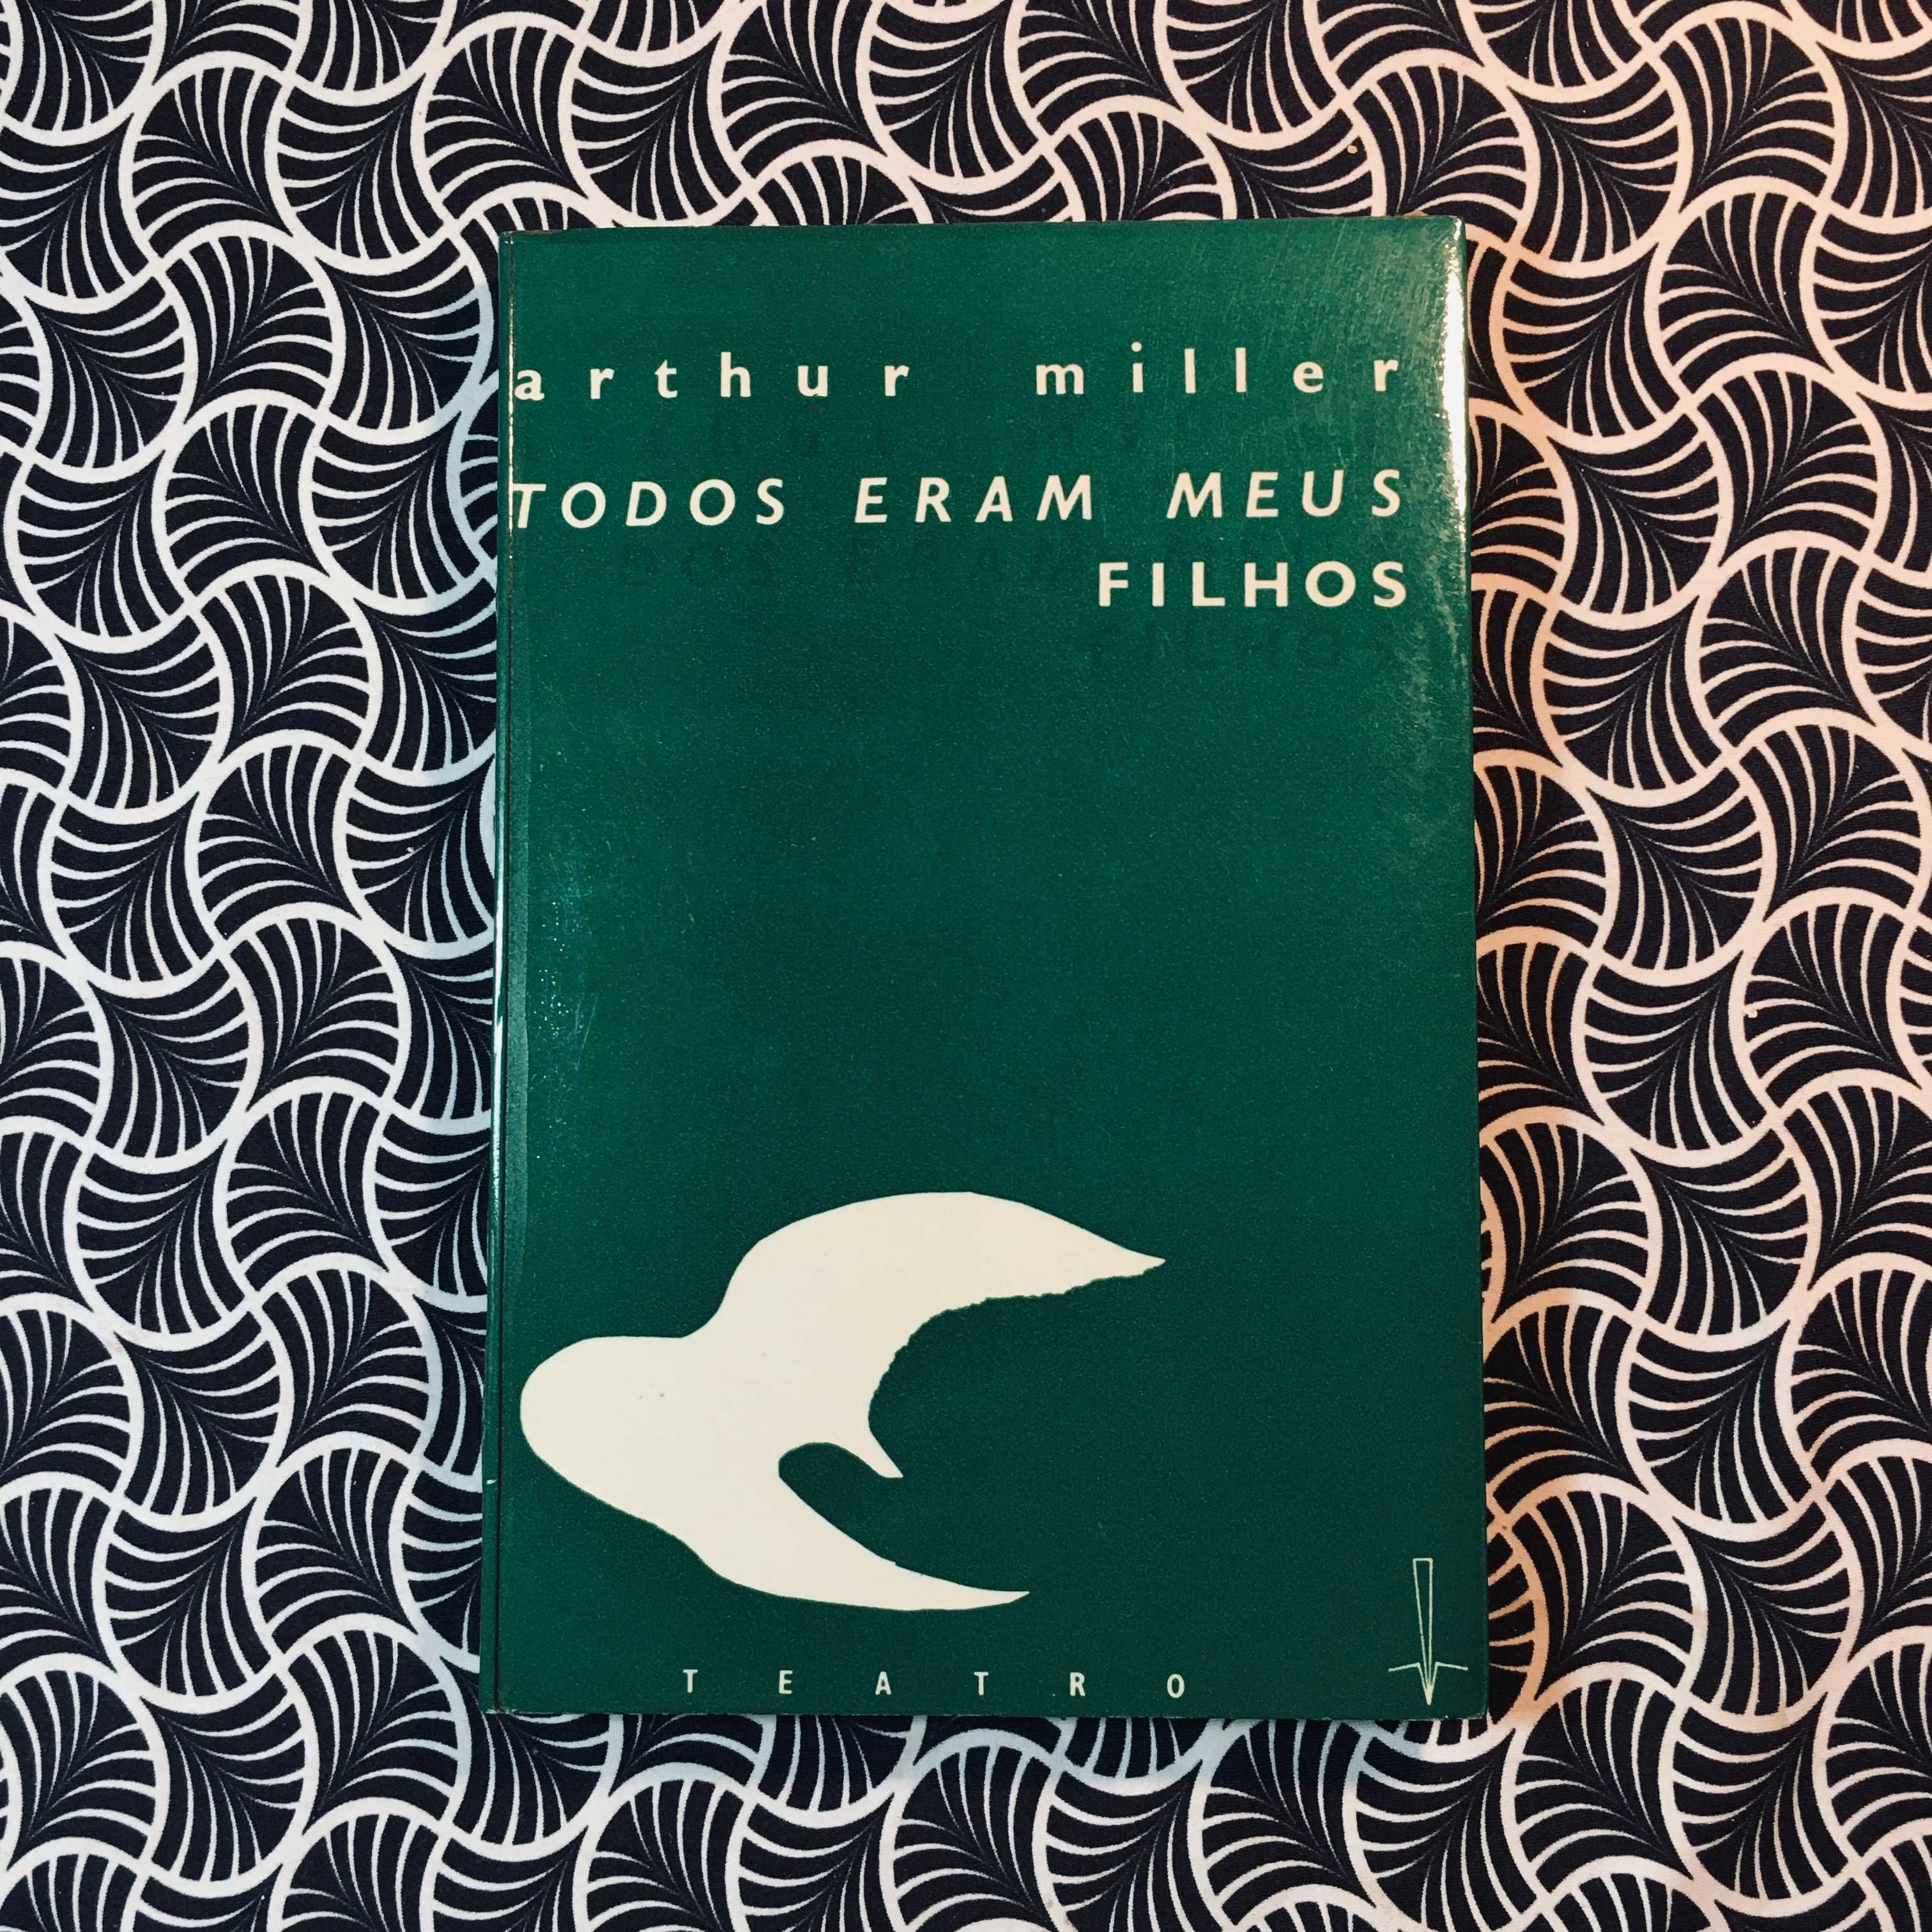 arthur miller
TODOS ERAM MEUS
FILHOS
TEATRO